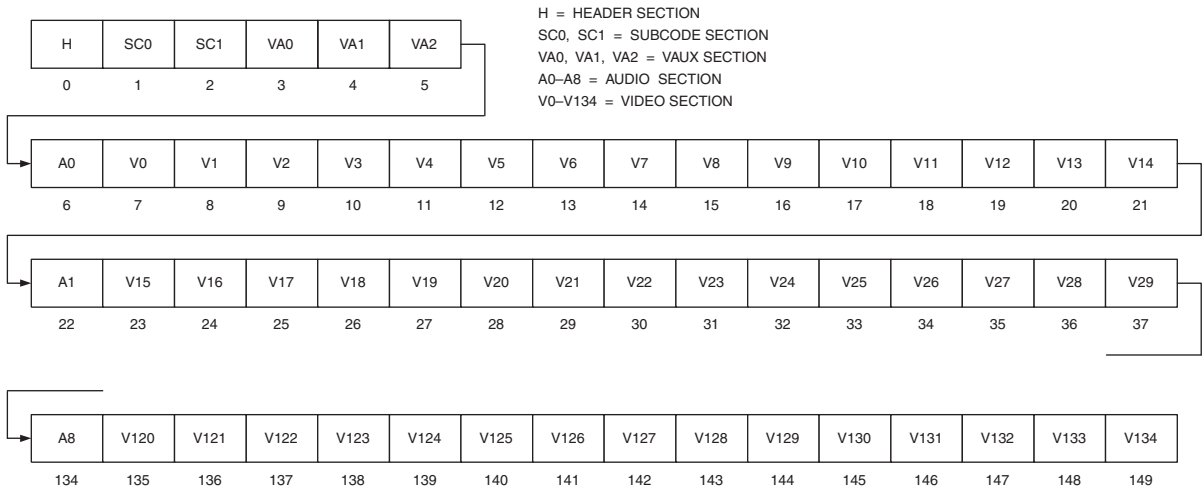 H = HEADER SECTION
SC0, SC1 = SUBCODE SECTION
VA0, VA1, VA2 = VAUX SECTION
A0–A8 = AUDIO SECTION
V0–V134 = VIDEO SECTION
H SC0 SC1 VA0 VA1 VA2
0 1 2 3 4 5
A0 V0 V1 V2 V3 V4 V5 V6 V7 V8 V9 V10 V11 V12 V13 V14
6 7 8 9 10 11 12 13 14 15 16 17 18 19 20 21
A1 V15 V16 V17 V18 V19 V20 V21 V22 V23 V24 V25 V26 V27 V28 V29
22 23 24 25 26 27 28 29 30 31 32 33 34 35 36 37
A8 V120 V121 V122 V123 V124 V125 V126 V127 V128 V129 V130 V131 V132 V133 V134
134 135 136 137 138 139 140 141 142 143 144 145 146 147 148 149